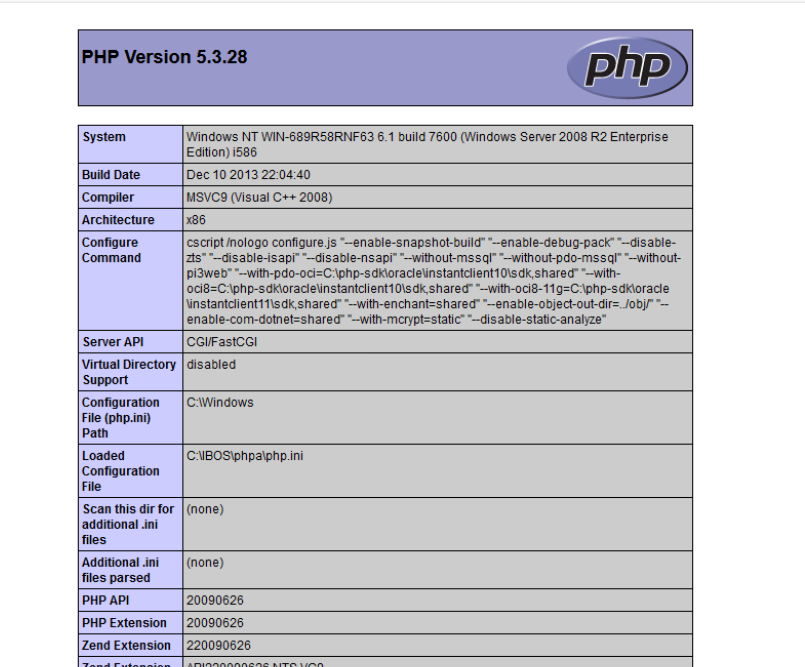 PHP Version 5.3.28
php
System
Windows NT WIN-689R58RNF63 6.1 build 7600 (Windows Server 2008 R2 Enterprise
Edition) i586
Build Date
Dec 10 2013 22:04:40
Compiler
MSVC9 (Visual C++ 2008)
Architecture
x86
Configure
Command
cscript /nologo configure.js "--enable-snapshot-build" "--enable-debug-pack" "--disable-
zts" "--disable-isapi" "--disable-nsapi" "--without-mssql" "--without-pdo-mssql" "--without-
pi3web" "--with-pdo-oci=C:\php-sdk\oracle\instantclient10\sdk,shared" "--with-
oci8=C:\php-sdk\oracle\instantclient10\sdk,shared" "--with-oci8-11g=C:\php-sdk\oracle
\instantclient11\sdk,shared" "--with-enchant=shared" "--enable-object-out-dir=../obj/" "--
enable-com-dotnet=shared" "--with-mcrypt=static" "--disable-static-analyze"
Server API
CGI/FastCGI
Virtual Directory
Support
disabled
Configuration
File (php.ini)
Path
C:\Windows
Loaded
Configuration
File
C:\IBOS\phpa\php.ini
Scan this dir for
additional .ini
files
(none)
Additional .ini
files parsed
(none)
PHP API
20090626
PHP Extension
20090626
Zend Extension
220090626
Zend Extension
API220090626,NTS,VC9